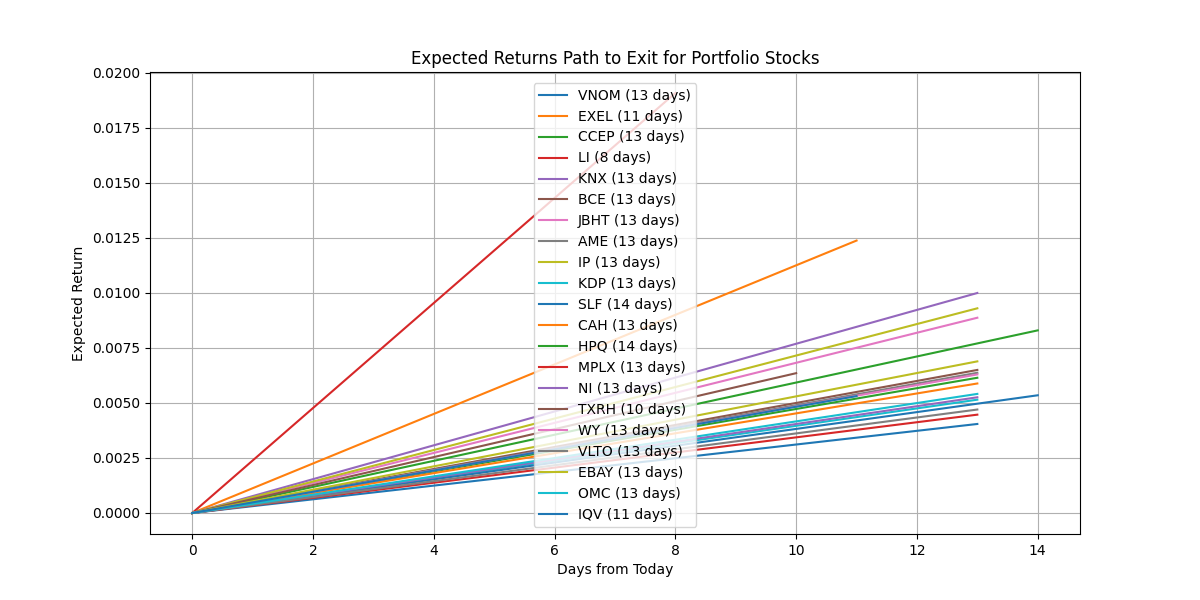 Expected Returns Path to Exit for Portfolio Stocks
0.0200
0.0175
0.0150
0.0125
0.0100
0.0075
0.0050
0.0025
0.0000
Expected Return
VNOM (13 days)
EXEL (11 days)
CCEP (13 days)
LI (8 days)
KNX (13 days)
BCE (13 days)
JBHT (13 days)
AME (13 days)
IP (13 days)
KDP (13 days)
SLF (14 days)
CAH (13 days)
HPQ (14 days)
MPLX (13 days)
NI (13 days)
TXRH (10 days)
WY (13 days)
VLTO (13 days)
EBAY (13 days)
OMC (13 days)
IQV (11 days)
0 2 4 6 8 10 12 14
Days from Today